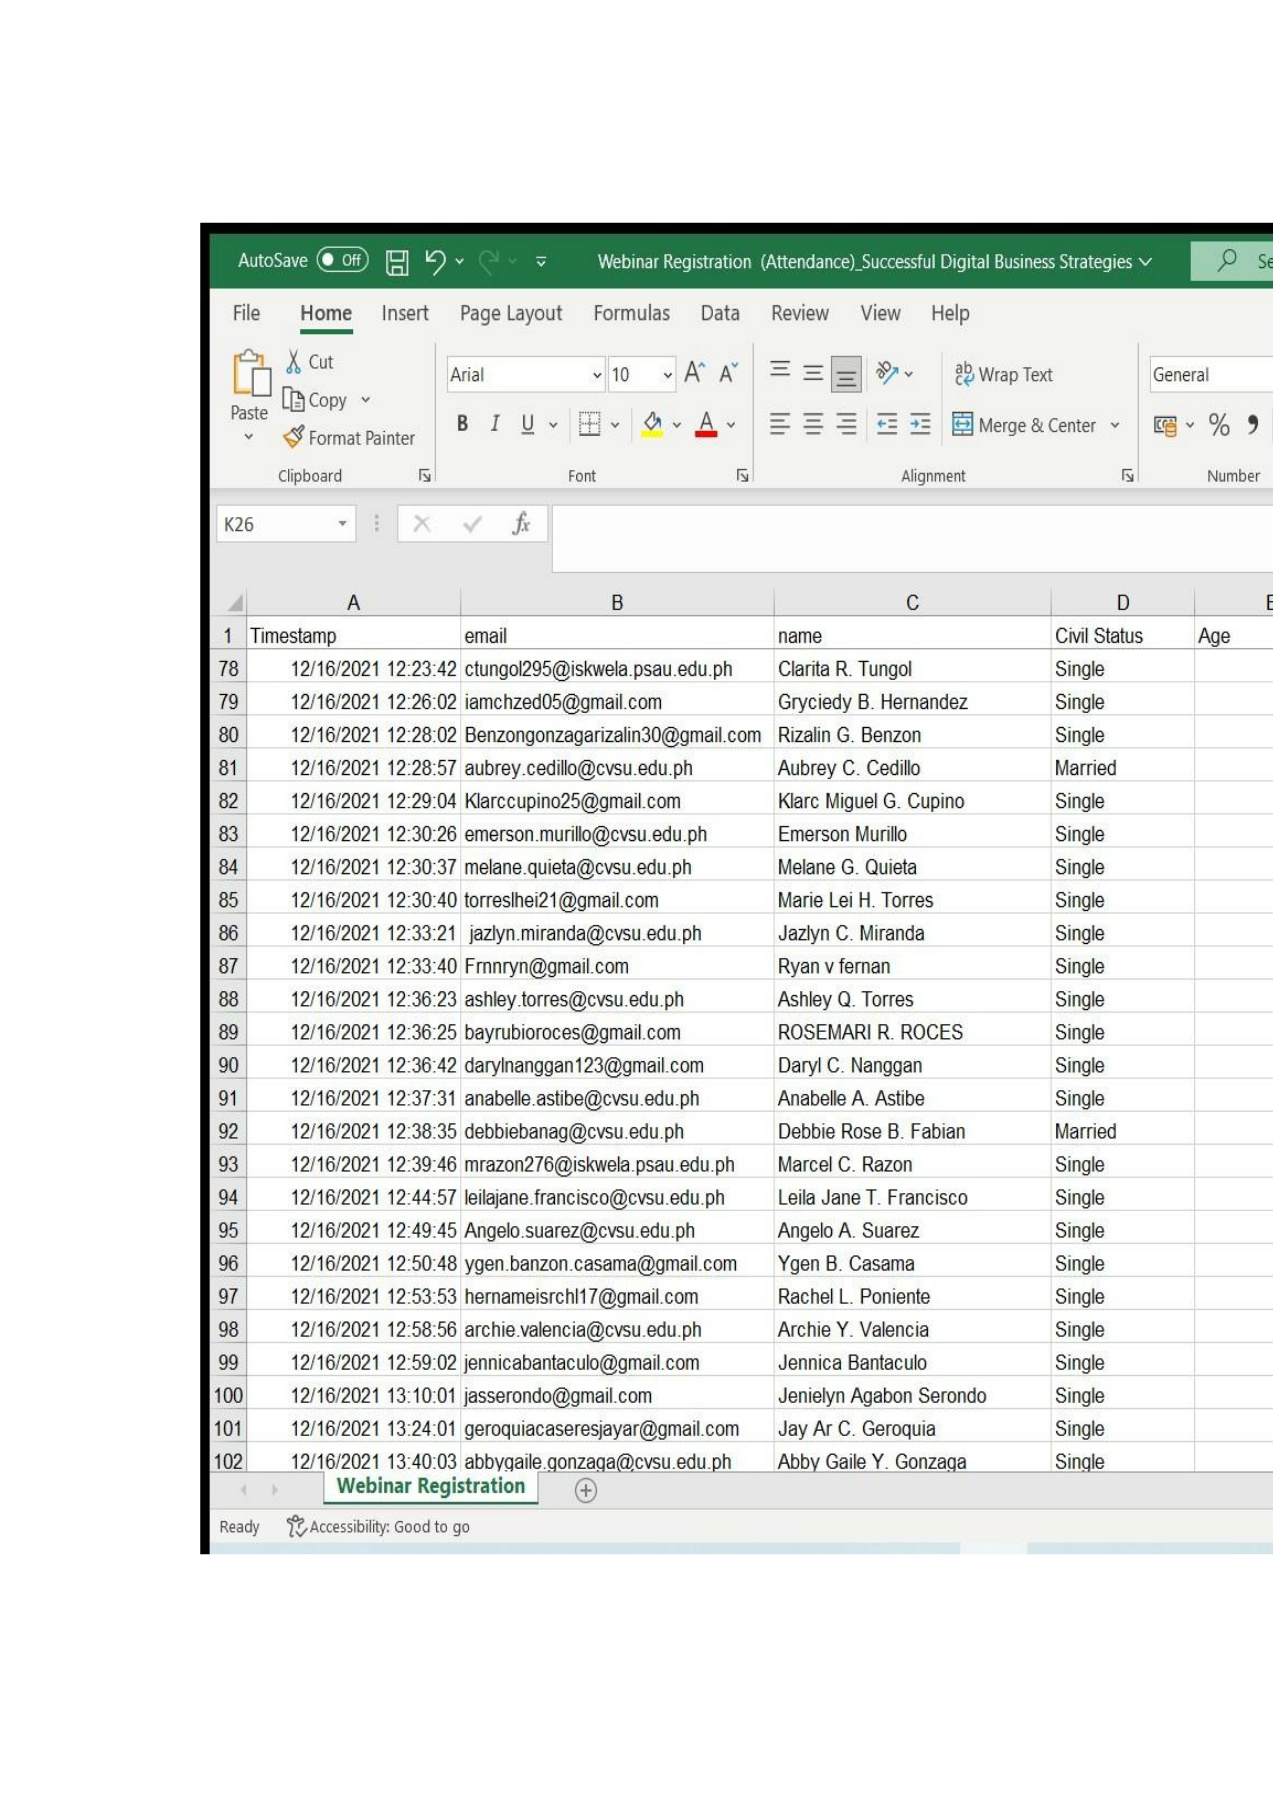 AutoSave Off Webinar Registration (Attendance)_Successful Digital Business Strategies Se
File Home Insert Page Layout Formulas Data Review View Help
Paste Cut Copy Format Painter Arial 10 A A ab Wrap Text General
B I U A Merge & Center % 9
Clipboard Font Alignment Number
K26 fx
A B C D E
1 Timestamp email name Civil Status Age
78 12/16/2021 12:23:42 ctungol295@iskwela.psau.edu.ph Clarita R. Tungol Single
79 12/16/2021 12:26:02 iamchzed05@gmail.com Gryciedy B. Hernandez Single
80 12/16/2021 12:28:02 Benzongonzagarizalin30@gmail.com Rizalin G. Benzon Single
81 12/16/2021 12:28:57 aubrey.cedillo@cvsu.edu.ph Aubrey C. Cedillo Married
82 12/16/2021 12:29:04 Klarccupino25@gmail.com Klarc Miguel G. Cupino Single
83 12/16/2021 12:30:26 emerson.murillo@cvsu.edu.ph Emerson Murillo Single
84 12/16/2021 12:30:37 melane.quieta@cvsu.edu.ph Melane G. Quieta Single
85 12/16/2021 12:30:40 torreslhei21@gmail.com Marie Lei H. Torres Single
86 12/16/2021 12:33:21 jazlyn.miranda@cvsu.edu.ph Jazlyn C. Miranda Single
87 12/16/2021 12:33:40 Frnnryn@gmail.com Ryan v fernan Single
88 12/16/2021 12:36:23 ashley.torres@cvsu.edu.ph Ashley Q. Torres Single
89 12/16/2021 12:36:25 bayrubioroces@gmail.com ROSEMARI R. ROCES Single
90 12/16/2021 12:36:42 darylnanggan123@gmail.com Daryl C. Nanggan Single
91 12/16/2021 12:37:31 anabelle.astibe@cvsu.edu.ph Anabelle A. Astibe Single
92 12/16/2021 12:38:35 debbiebanag@cvsu.edu.ph Debbie Rose B. Fabian Married
93 12/16/2021 12:39:46 mrazon276@iskwela.psau.edu.ph Marcel C. Razon Single
94 12/16/2021 12:44:57 leilajane.francisco@cvsu.edu.ph Leila Jane T. Francisco Single
95 12/16/2021 12:49:45 Angelo.suarez@cvsu.edu.ph Angelo A. Suarez Single
96 12/16/2021 12:50:48 ygen.banzon.casama@gmail.com Ygen B. Casama Single
97 12/16/2021 12:53:53 hernameisrchl17@gmail.com Rachel L. Poniente Single
98 12/16/2021 12:58:56 archie.valencia@cvsu.edu.ph Archie Y. Valencia Single
99 12/16/2021 12:59:02 jennicabantaculo@gmail.com Jennica Bantaculo Single
100 12/16/2021 13:10:01 jasserondo@gmail.com Jenielyn Agabon Serondo Single
101 12/16/2021 13:24:01 geroquiacaseresjayar@gmail.com Jay Ar C. Geroquia Single
102 12/16/2021 13:40:03 abbygaile.gonzaga@cvsu.edu.ph Abby Gaile Y. Gonzaga Single
Webinar Registration
Ready Accessibility: Good to go